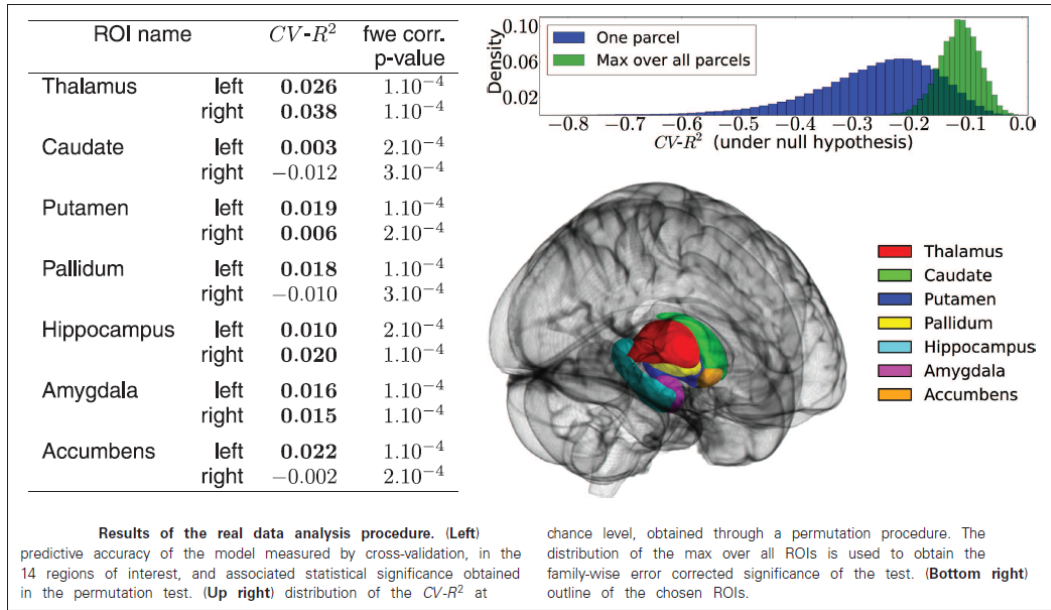 ROI name CV-R² fwe corr.
p-value
Thalamus left 0.026 1.10⁻⁴
right 0.038 1.10⁻⁴
Caudate left 0.003 2.10⁻⁴
right −0.012 3.10⁻⁴
Putamen left 0.019 1.10⁻⁴
right 0.006 2.10⁻⁴
Pallidum left 0.018 1.10⁻⁴
right −0.010 3.10⁻⁴
Hippocampus left 0.010 2.10⁻⁴
right 0.020 1.10⁻⁴
Amygdala left 0.016 1.10⁻⁴
right 0.015 1.10⁻⁴
Accumbens left 0.022 1.10⁻⁴
right −0.002 2.10⁻⁴
Density
0.10
0.06
0.02
One parcel
Max over all parcels
−0.8 −0.7 −0.6 −0.5 −0.4 −0.3 −0.2 −0.1 0.0
CV-R² (under null hypothesis)
Thalamus
Caudate
Putamen
Pallidum
Hippocampus
Amygdala
Accumbens
Results of the real data analysis procedure. (Left)
predictive accuracy of the model measured by cross-validation, in the
14 regions of interest, and associated statistical significance obtained
in the permutation test. (Up right) distribution of the CV-R² at
chance level, obtained through a permutation procedure. The
distribution of the max over all ROIs is used to obtain the
family-wise error corrected significance of the test. (Bottom right)
outline of the chosen ROIs.